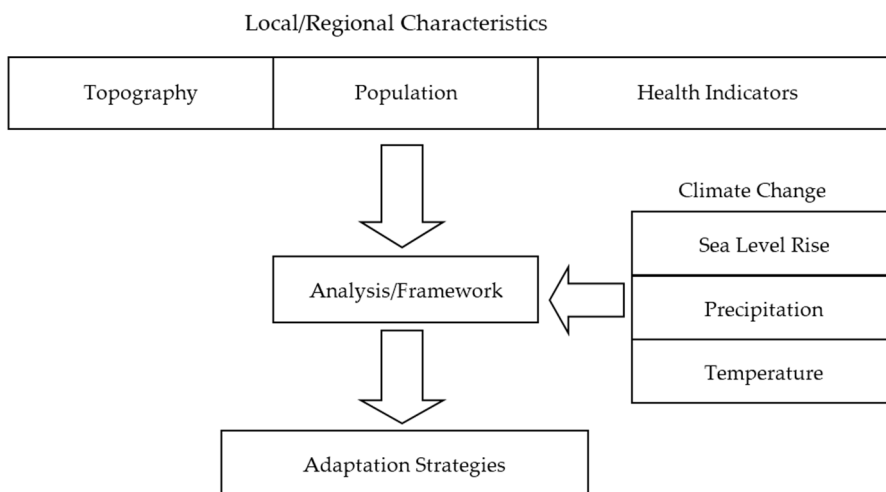 Local/Regional Characteristics
Topography
Population
Health Indicators
Climate Change
Sea Level Rise
Analysis/Framework
Precipitation
Temperature
Adaptation Strategies